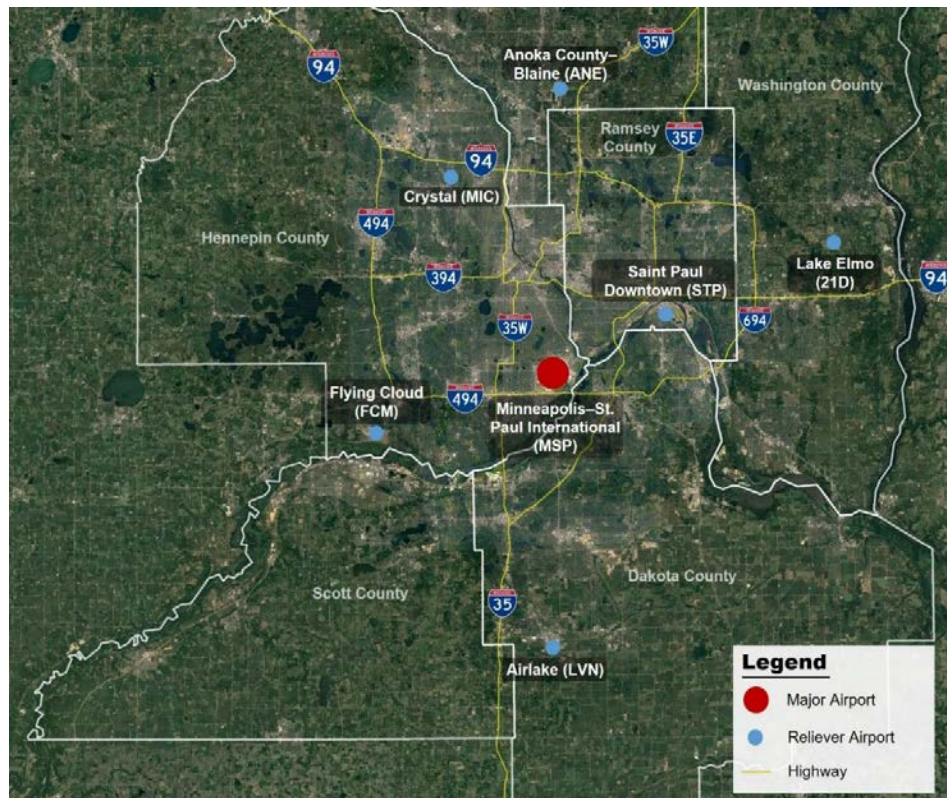 Anoka County–
Blaine (ANE)
35W
Washington County
94
Ramsey
County
35E
94
Crystal (MIC)
494
Hennepin County
394
Saint Paul
Downtown (STP)
Lake Elmo
(21D)
94
35W
694
Flying Cloud
(FCM)
494
Minneapolis–St.
Paul International
(MSP)
Scott County
Dakota County
35
Airlake (LVN)
Legend
Major Airport
Reliever Airport
Highway